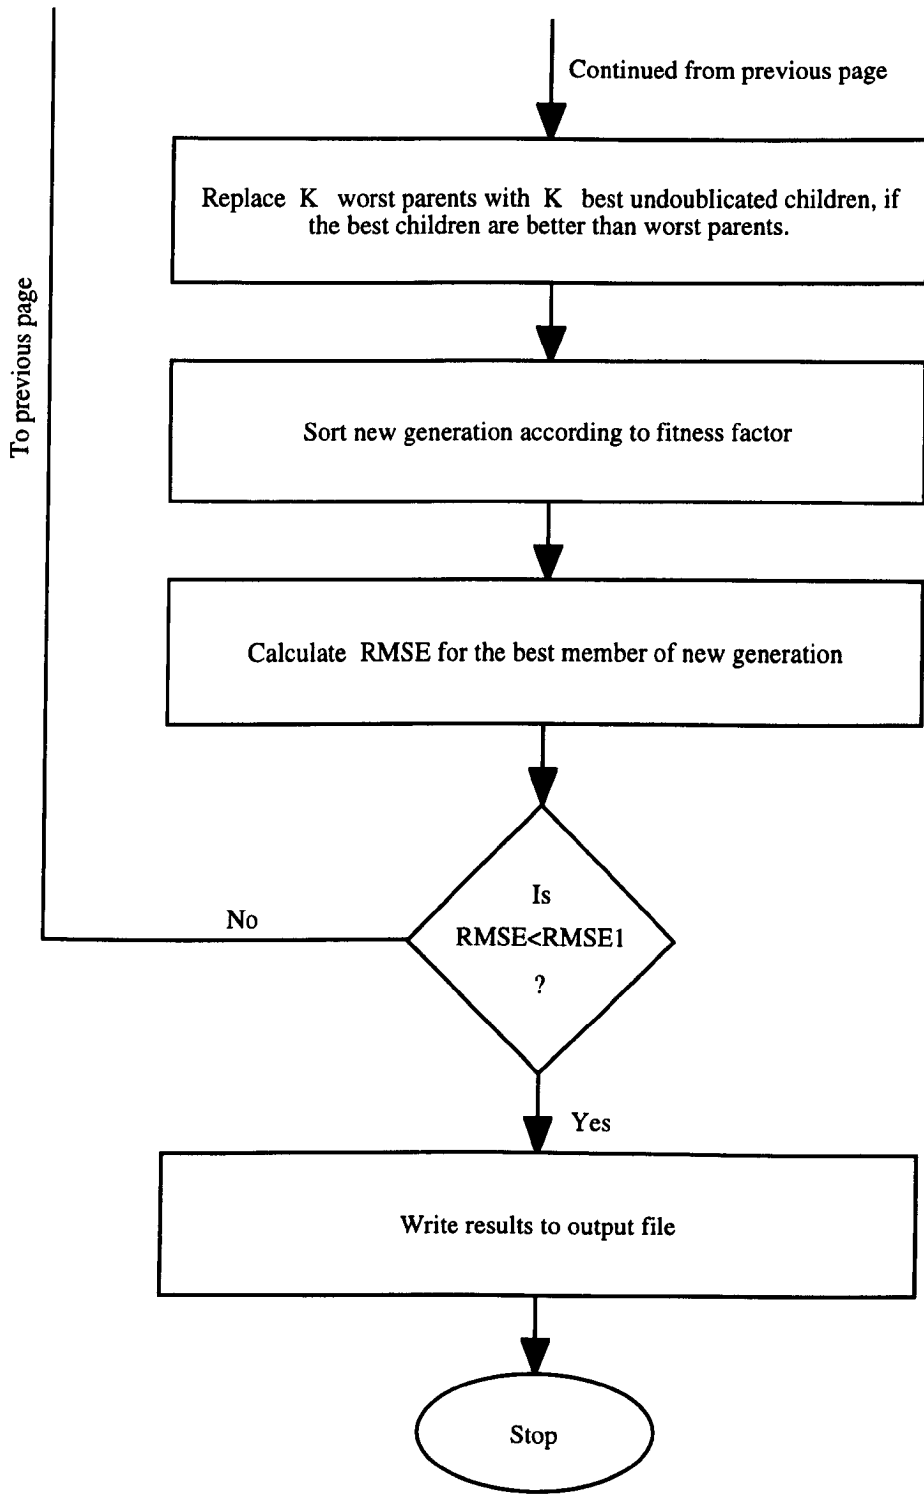 Continued from previous page
Replace K worst parents with K best undoublicated children, if
the best children are better than worst parents.
To previous page
Sort new generation according to fitness factor
Calculate RMSE for the best member of new generation
Is
RMSE<RMSE1
?
No
Yes
Write results to output file
Stop